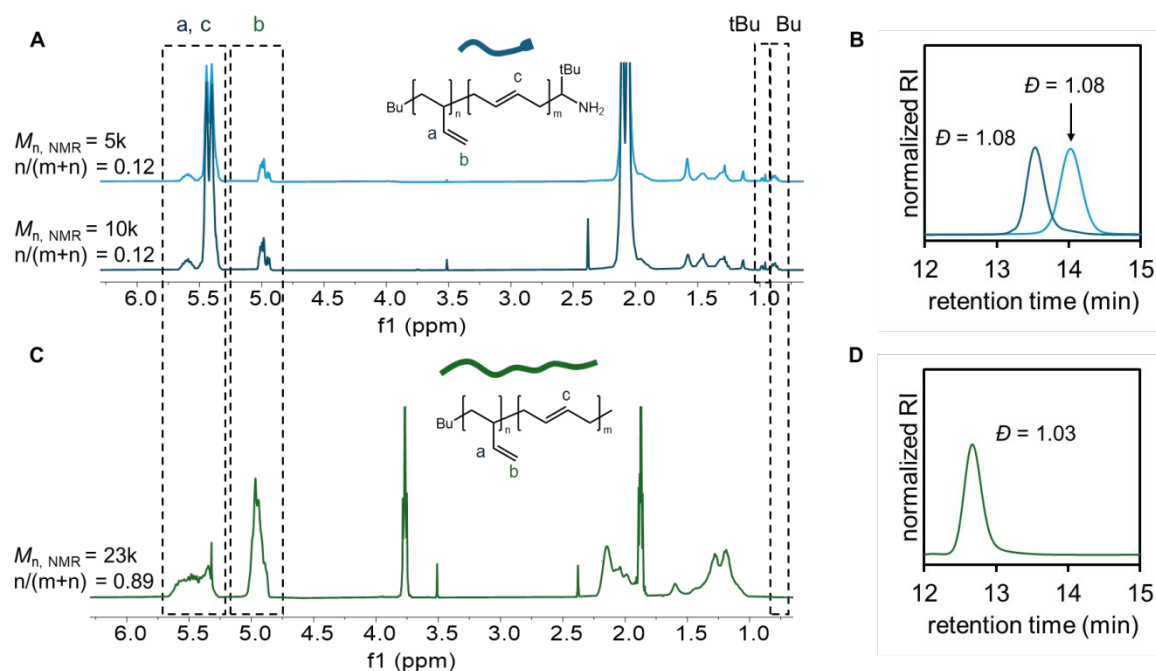 A
a, c
b
tBu
Bu
Bu
n
a
b
c
m
tBu
NH2
Mn, NMR = 5k
n/(m+n) = 0.12
Mn, NMR = 10k
n/(m+n) = 0.12
6.0 5.5 5.0 4.5 4.0 3.5 3.0 2.5 2.0 1.5 1.0
f1 (ppm)
B
normalized RI
Đ = 1.08
Đ = 1.08
12 13 14 15
retention time (min)
C
Bu
n
a
b
c
m
Mn, NMR = 23k
n/(m+n) = 0.89
6.0 5.5 5.0 4.5 4.0 3.5 3.0 2.5 2.0 1.5 1.0
f1 (ppm)
D
normalized RI
Đ = 1.03
12 13 14 15
retention time (min)